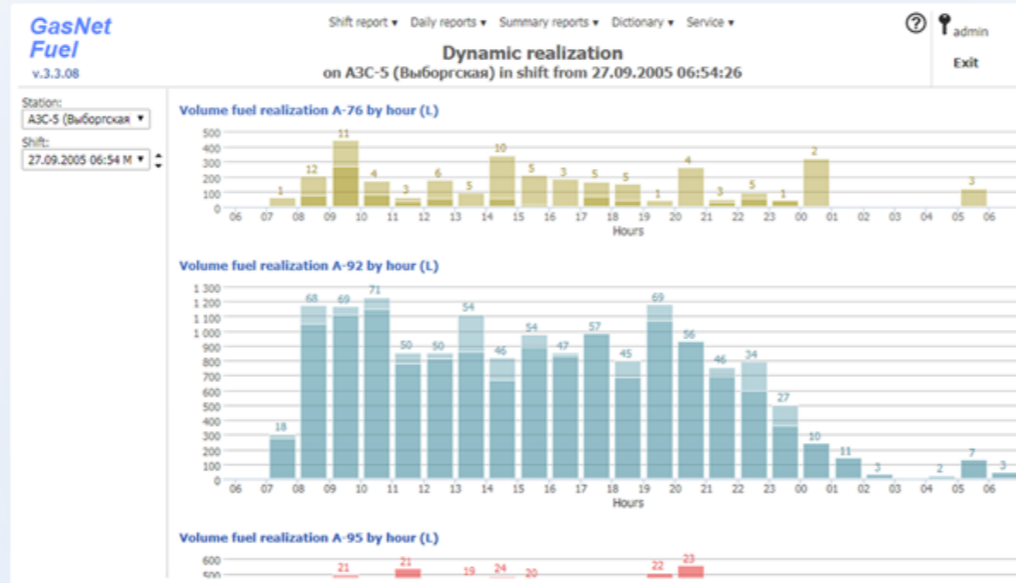 GasNet
Fuel
v.3.3.08
Shift report ▾ Daily reports ▾ Summary reports ▾ Dictionary ▾ Service ▾
Dynamic realization
on АЗС-5 (Выборгская) in shift from 27.09.2005 06:54:26
? admin
Exit
Station:
АЗС-5 (Выборгская ▼
Shift:
27.09.2005 06:54 M ▼
Volume fuel realization A-76 by hour (L)
500
400
300
200
100
0
1 12 11 4 3 6 5 10 5 3 5 5 1 4 3 5 1 2 3
06 07 08 09 10 11 12 13 14 15 16 17 18 19 20 21 22 23 00 01 02 03 04 05 06
Hours
Volume fuel realization A-92 by hour (L)
1 300
1 200
1 100
1 000
900
800
700
600
500
400
300
200
100
0
18 68 69 71 50 50 54 46 54 47 57 45 69 56 46 34 27 10 11 3 2 7 3
06 07 08 09 10 11 12 13 14 15 16 17 18 19 20 21 22 23 00 01 02 03 04 05 06
Hours
Volume fuel realization A-95 by hour (L)
600
500
21 21 19 24 20 22 23